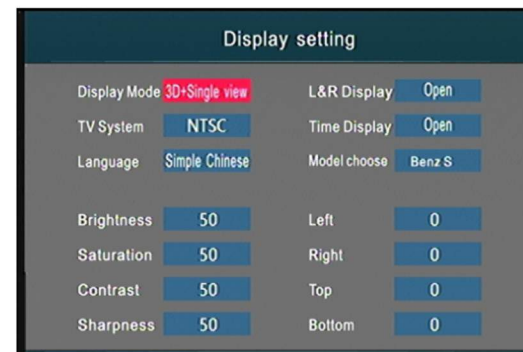 Display setting
Display Mode 3D+Single view L&R Display Open
TV System NTSC Time Display Open
Language Simple Chinese Model choose Benz S
Brightness 50 Left 0
Saturation 50 Right 0
Contrast 50 Top 0
Sharpness 50 Bottom 0